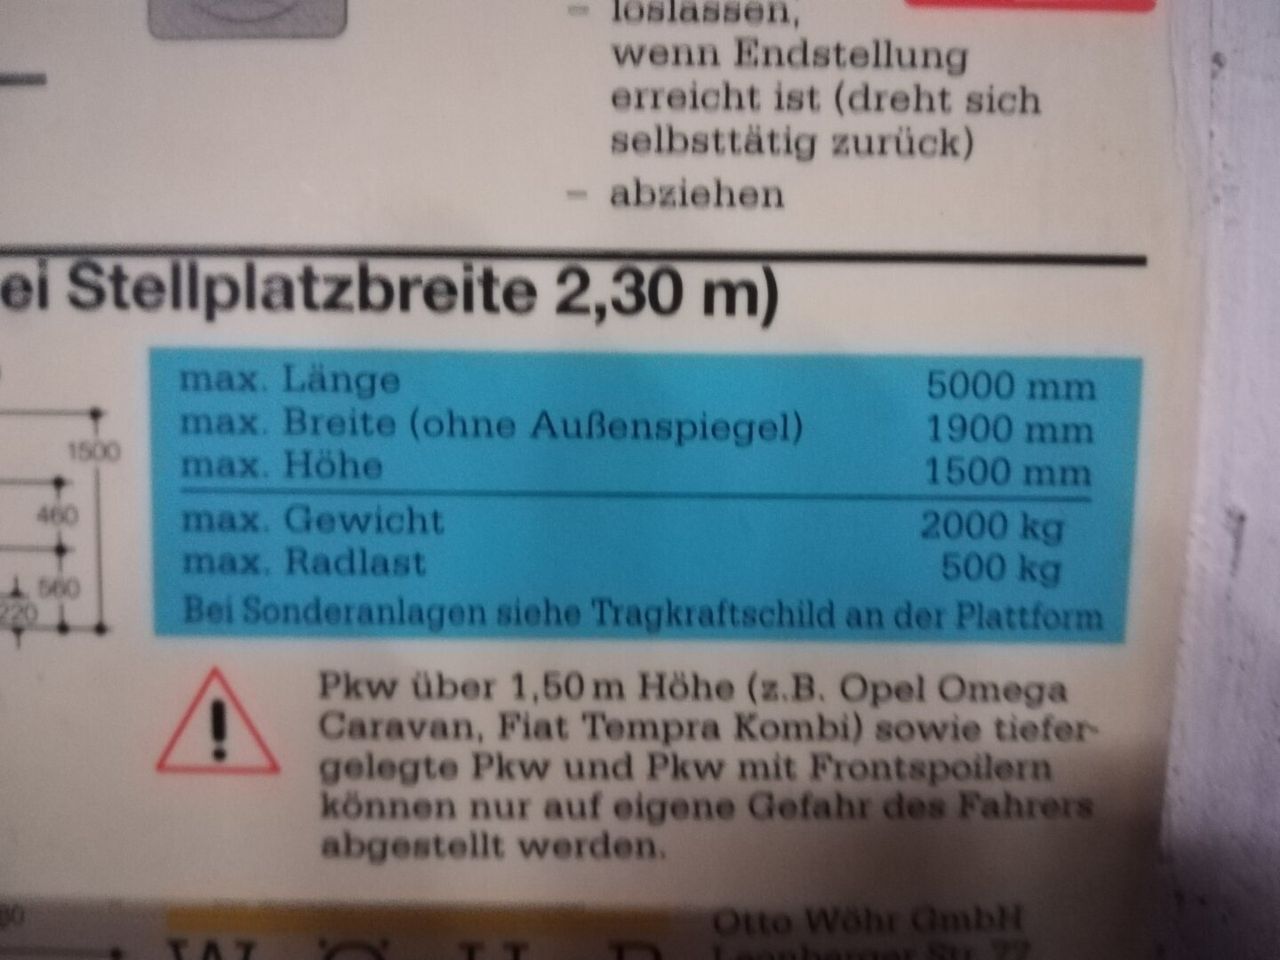 loslassen,
wenn Endstellung
erreicht ist (dreht sich
selbsttätig zurück)
– abziehen
ei Stellplatzbreite 2,30 m)
max. Länge 5000 mm
max. Breite (ohne Außenspiegel) 1900 mm
max. Höhe 1500 mm
max. Gewicht 2000 kg
max. Radlast 500 kg
Bei Sonderanlagen siehe Tragkraftschild an der Plattform
1500
460
560
220
Pkw über 1,50 m Höhe (z.B. Opel Omega
Caravan, Fiat Tempra Kombi) sowie tiefer-
gelegte Pkw und Pkw mit Frontspoilern
können nur auf eigene Gefahr des Fahrers
abgestellt werden.
Otto Wöhr GmbH